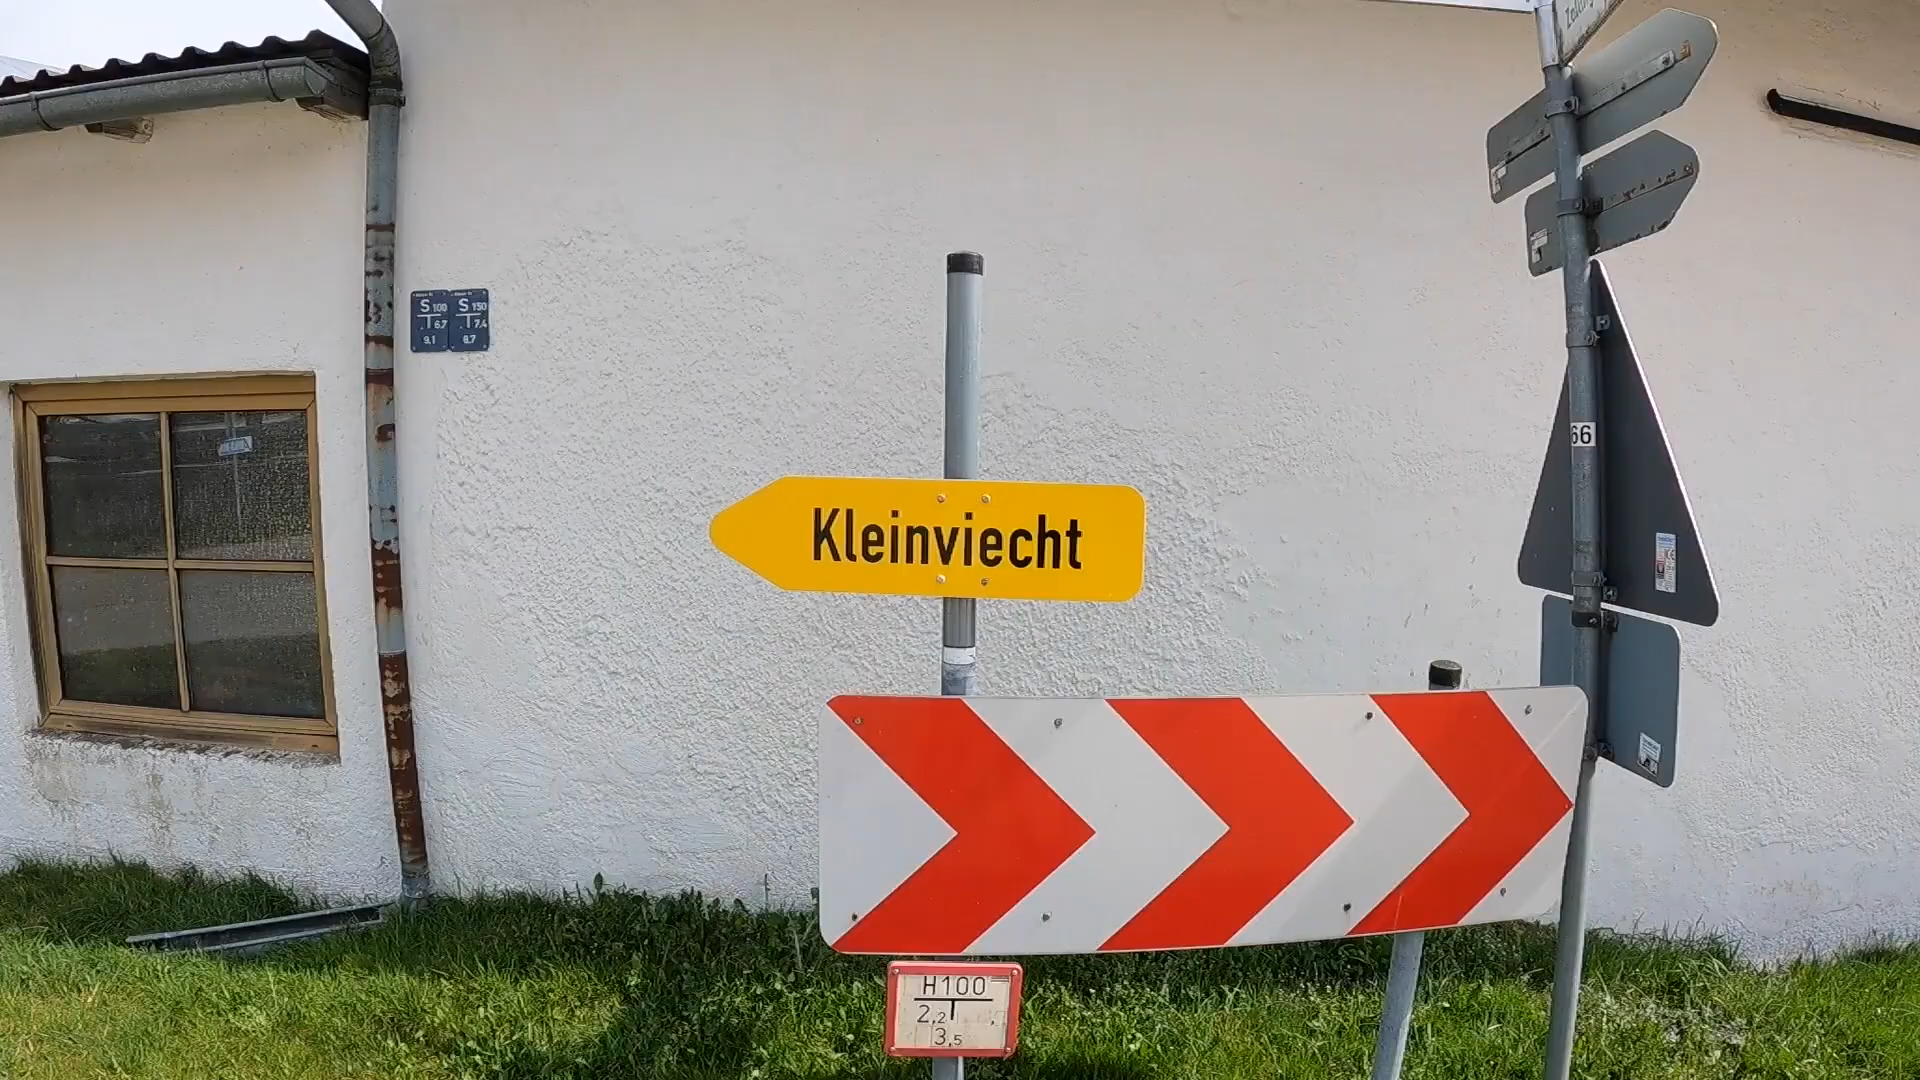 S 100
T 6,7
9,1
S 150
T 7,4
8,7
66
Kleinviecht
H100
2,2
3,5